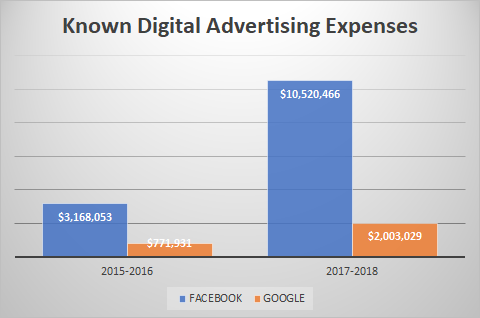 Known Digital Advertising Expenses
$10,520,466
$3,168,053
$771,931
$2,003,029
2015-2016
2017-2018
FACEBOOK
GOOGLE